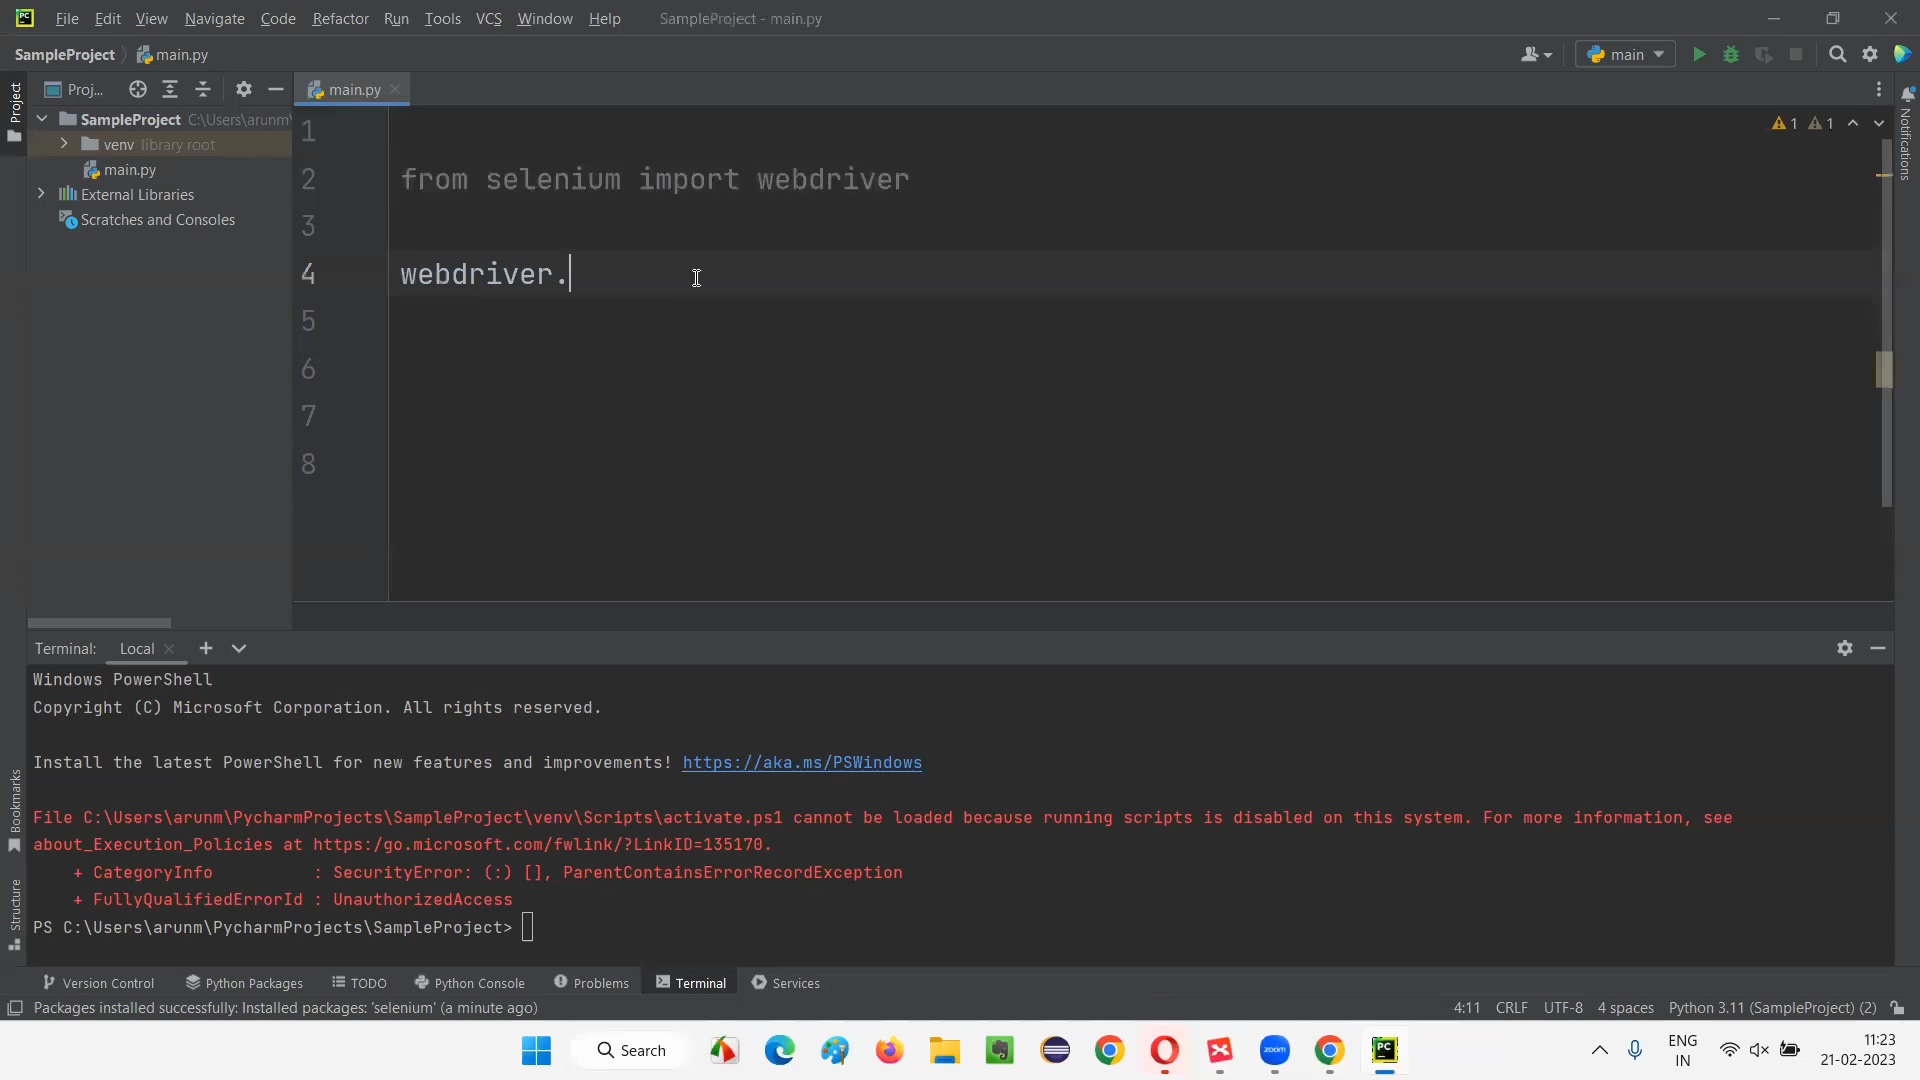 PC
File Edit View Navigate Code Refactor Run Tools VCS Window Help SampleProject - main.py
SampleProject main.py main
Project
Proj...
main.py
SampleProject C:\Users\arunm\
venv library root
main.py
External Libraries
Scratches and Consoles
1
2 from selenium import webdriver
3
4 webdriver.
5
6
7
8
1 1
Notifications
Terminal: Local
Windows PowerShell
Copyright (C) Microsoft Corporation. All rights reserved.
Install the latest PowerShell for new features and improvements! https://aka.ms/PSWindows
File C:\Users\arunm\PycharmProjects\SampleProject\venv\Scripts\activate.ps1 cannot be loaded because running scripts is disabled on this system. For more information, see
about_Execution_Policies at https:/go.microsoft.com/fwlink/?LinkID=135170.
+ CategoryInfo : SecurityError: (:) [], ParentContainsErrorRecordException
+ FullyQualifiedErrorId : UnauthorizedAccess
PS C:\Users\arunm\PycharmProjects\SampleProject>
Bookmarks
Structure
Version Control Python Packages TODO Python Console Problems Terminal Services
Packages installed successfully: Installed packages: 'selenium' (a minute ago) 4:11 CRLF UTF-8 4 spaces Python 3.11 (SampleProject) (2)
Search
zoom
PC
ENG
IN
11:23
21-02-2023